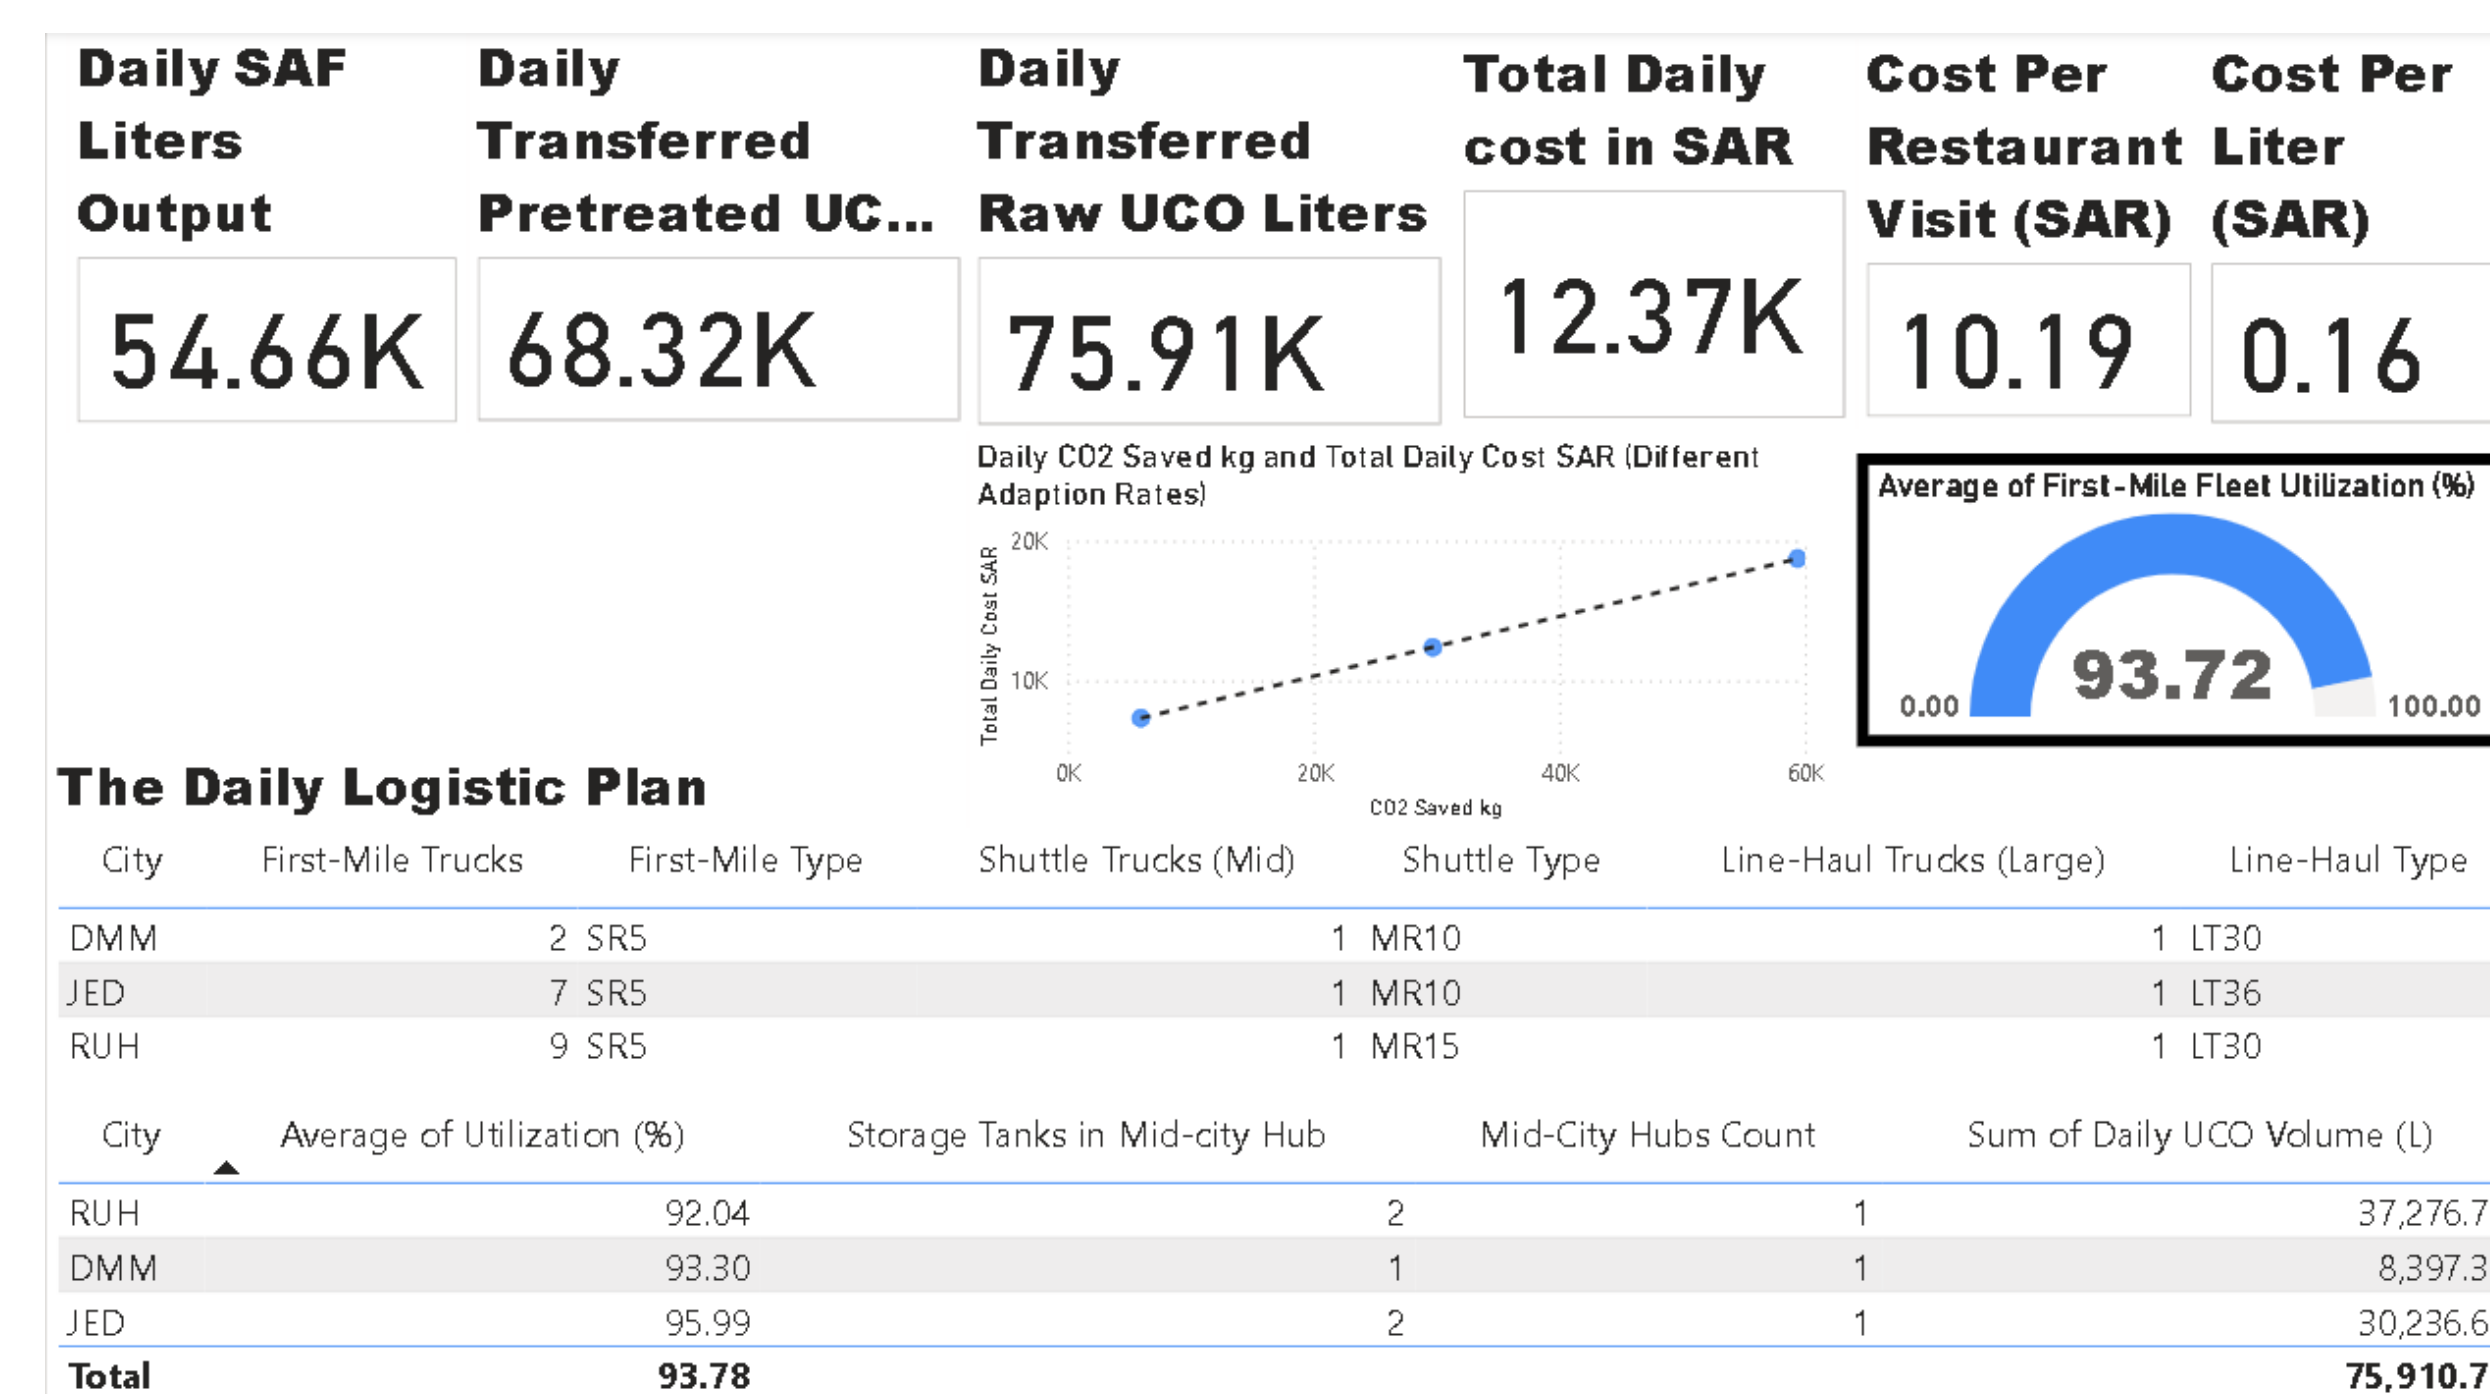 Daily SAF
Liters
Output
54.66K
Daily
Transferred
Pretreated UC...
68.32K
Daily
Transferred
Raw UCO Liters
75.91K
Total Daily
cost in SAR
12.37K
Cost Per
Restaurant
Visit (SAR)
10.19
Cost Per
Liter
(SAR)
0.16
Daily CO2 Saved kg and Total Daily Cost SAR (Different
Adaption Rates)
Total Daily Cost SAR
20K
10K
0K 20K 40K 60K
CO2 Saved kg
Average of First-Mile Fleet Utilization (%)
93.72
0.00 100.00
The Daily Logistic Plan
City First-Mile Trucks First-Mile Type Shuttle Trucks (Mid) Shuttle Type Line-Haul Trucks (Large) Line-Haul Type
DMM 2 SR5 1 MR10 1 LT30
JED 7 SR5 1 MR10 1 LT36
RUH 9 SR5 1 MR15 1 LT30
City Average of Utilization (%) Storage Tanks in Mid-city Hub Mid-City Hubs Count Sum of Daily UCO Volume (L)
RUH 92.04 2 1 37,276.7
DMM 93.30 1 1 8,397.3
JED 95.99 2 1 30,236.6
Total 93.78 75,910.7